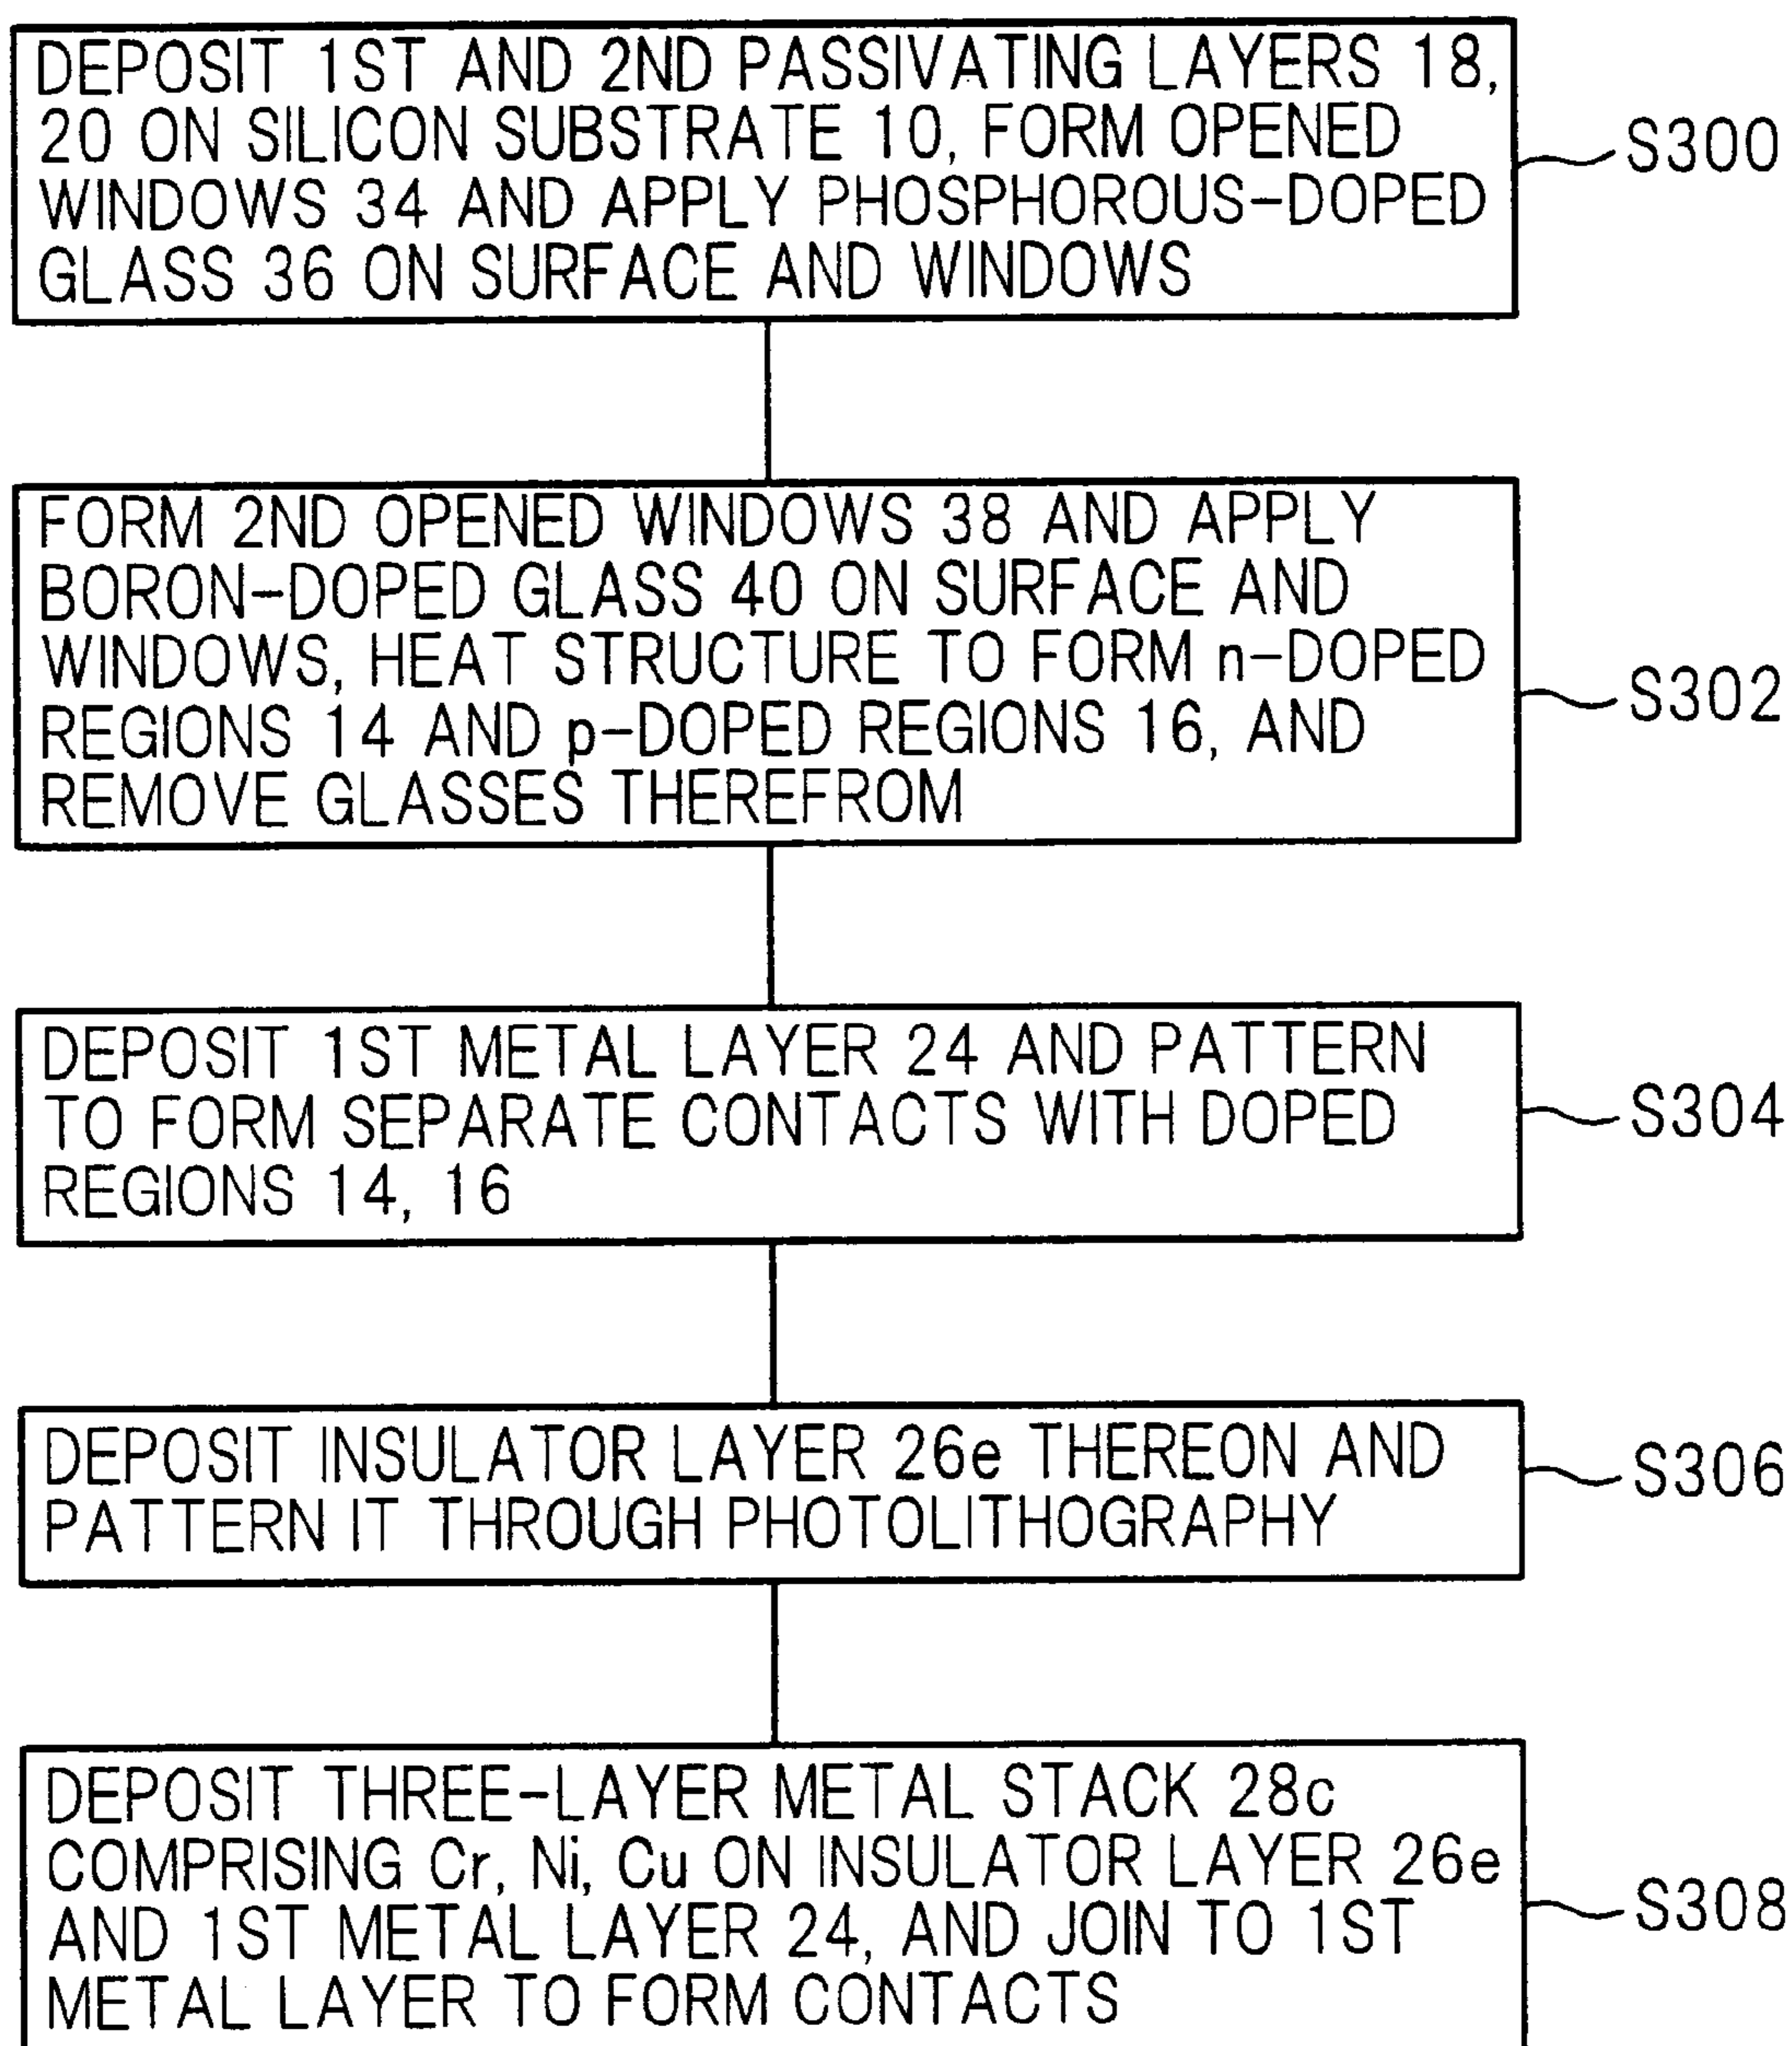 DEPOSIT 1ST AND 2ND PASSIVATING LAYERS 18,
20 ON SILICON SUBSTRATE 10, FORM OPENED
WINDOWS 34 AND APPLY PHOSPHOROUS-DOPED
GLASS 36 ON SURFACE AND WINDOWS
S300
FORM 2ND OPENED WINDOWS 38 AND APPLY
BORON-DOPED GLASS 40 ON SURFACE AND
WINDOWS, HEAT STRUCTURE TO FORM n-DOPED
REGIONS 14 AND p-DOPED REGIONS 16, AND
REMOVE GLASSES THEREFROM
S302
DEPOSIT 1ST METAL LAYER 24 AND PATTERN
TO FORM SEPARATE CONTACTS WITH DOPED
REGIONS 14, 16
S304
DEPOSIT INSULATOR LAYER 26e THEREON AND
PATTERN IT THROUGH PHOTOLITHOGRAPHY
S306
DEPOSIT THREE-LAYER METAL STACK 28c
COMPRISING Cr, Ni, Cu ON INSULATOR LAYER 26e
AND 1ST METAL LAYER 24, AND JOIN TO 1ST
METAL LAYER TO FORM CONTACTS
S308